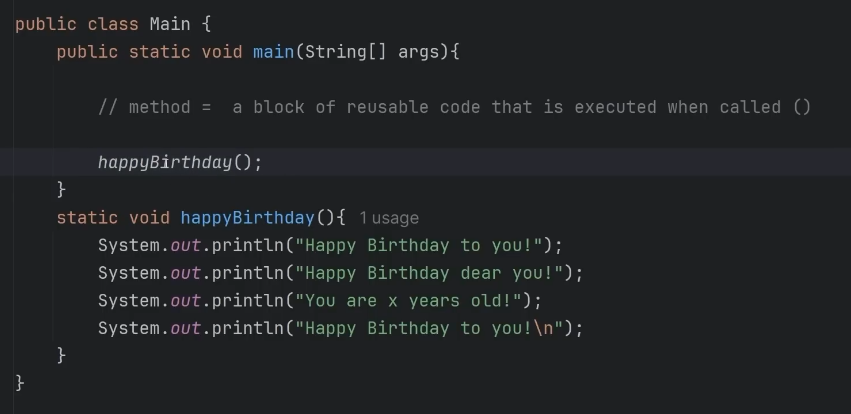 public class Main {
public static void main(String[] args){
// method =  a block of reusable code that is executed when called ()
happyBirthday();
}
static void happyBirthday(){ 1 usage
System.out.println("Happy Birthday to you!");
System.out.println("Happy Birthday dear you!");
System.out.println("You are x years old!");
System.out.println("Happy Birthday to you!\n");
}
}